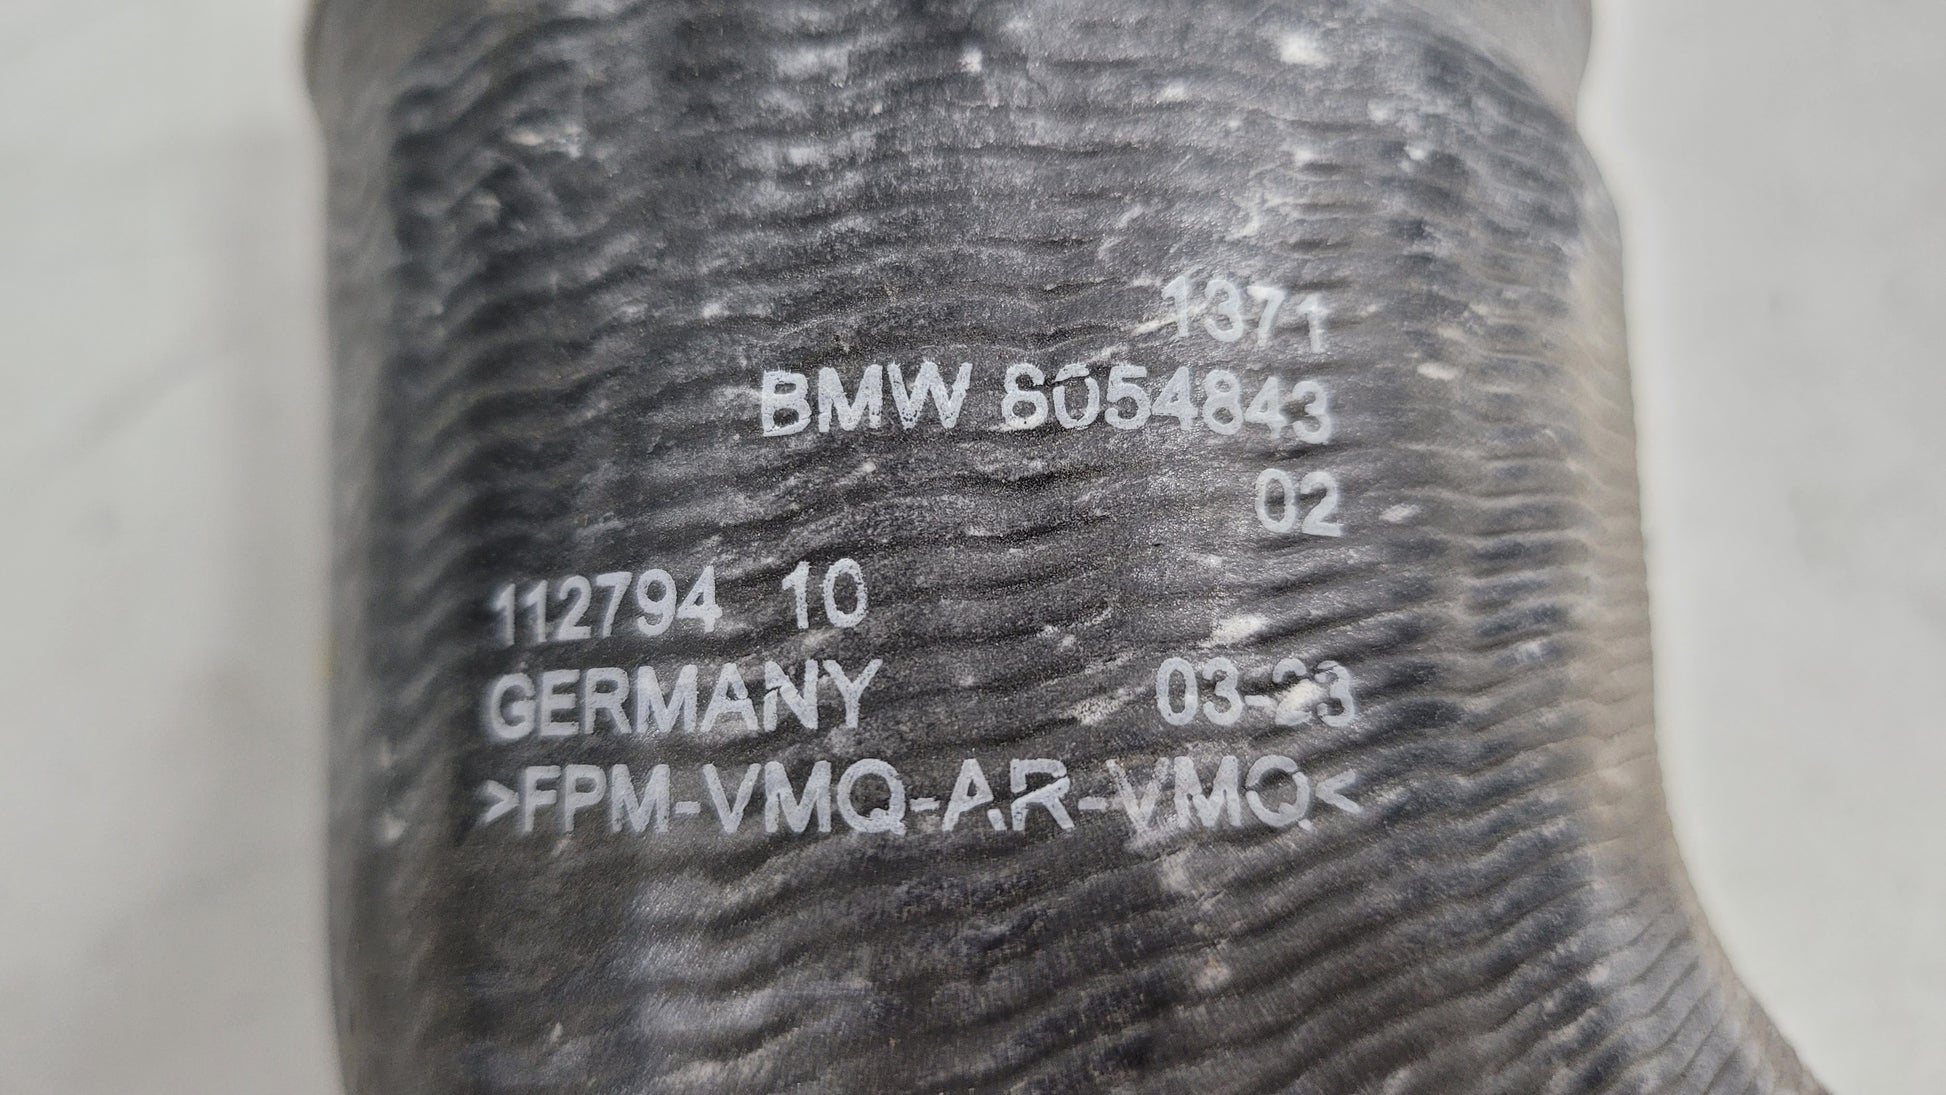 1371
BMW 8054843
02
112794 10
GERMANY 03-23
>FPM-VMQ-AR-VMQ<